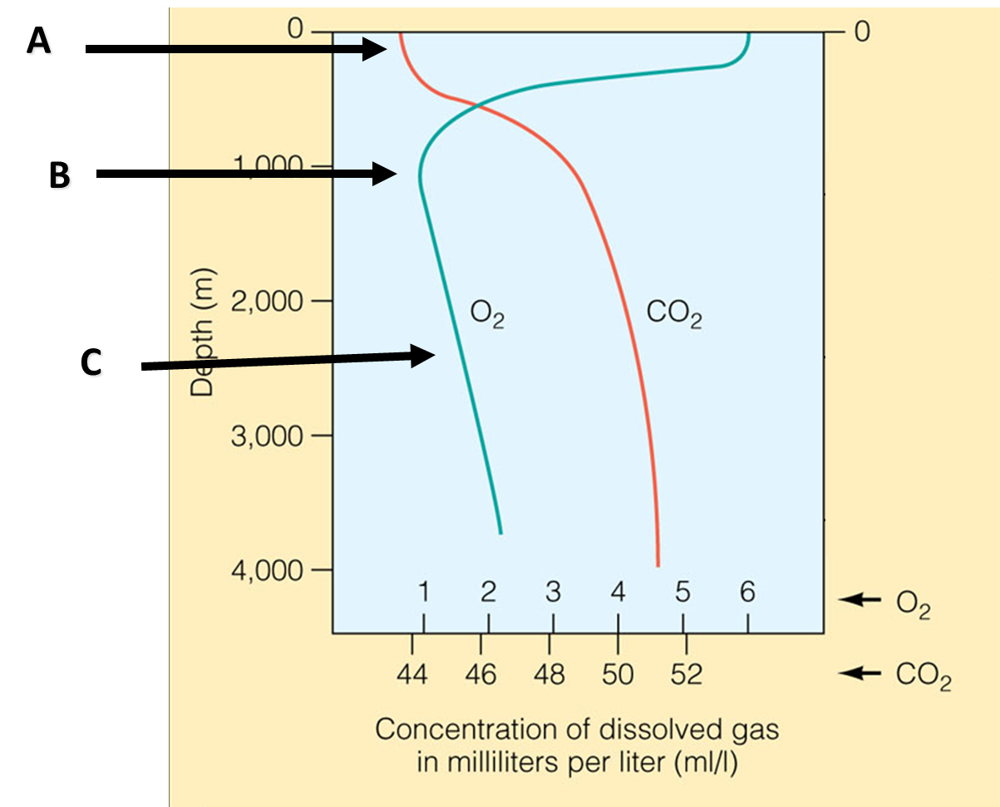 A
0
0
B
1,000
Depth (m)
2,000
O₂
CO₂
C
3,000
4,000
1 2 3 4 5 6
O₂
44 46 48 50 52
CO₂
Concentration of dissolved gas
in milliliters per liter (ml/l)